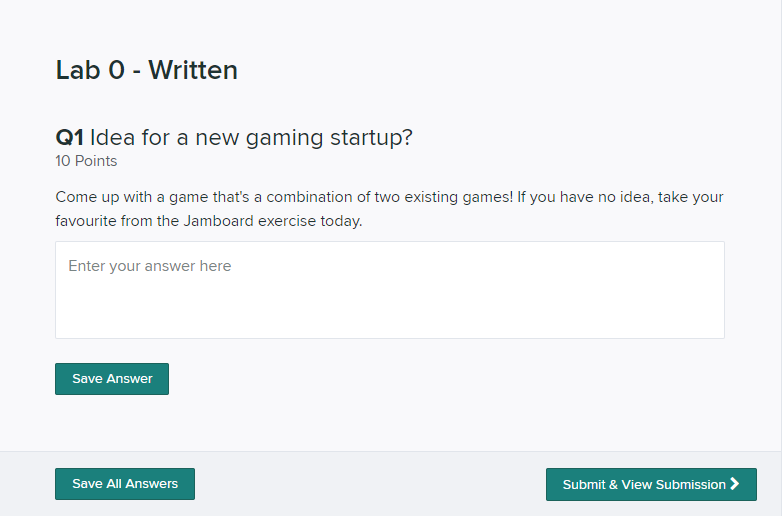 Lab 0 - Written
Q1 Idea for a new gaming startup?
10 Points
Come up with a game that's a combination of two existing games! If you have no idea, take your
favourite from the Jamboard exercise today.
Enter your answer here
Save Answer
Save All Answers
Submit & View Submission